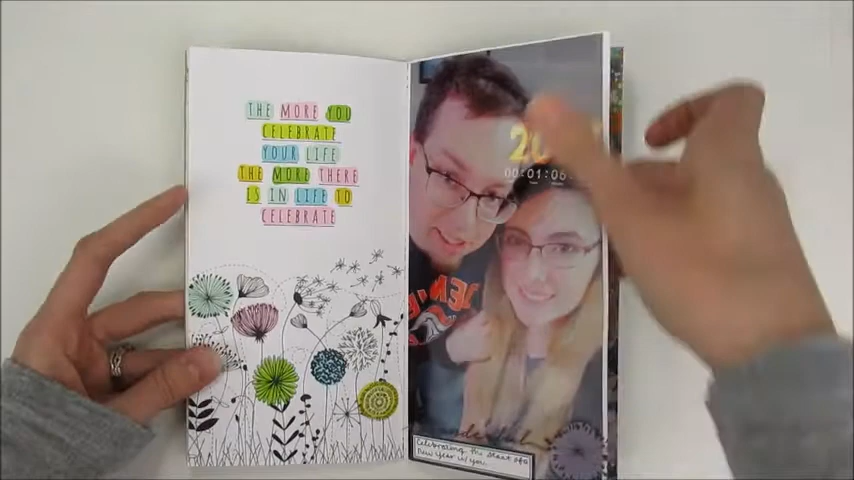 THE MORE YOU
CELEBRATE
YOUR LIFE
THE MORE THERE
IS IN LIFE TO
CELEBRATE
20
00:01:06
Celebrating the start of a
New Year w/ you.